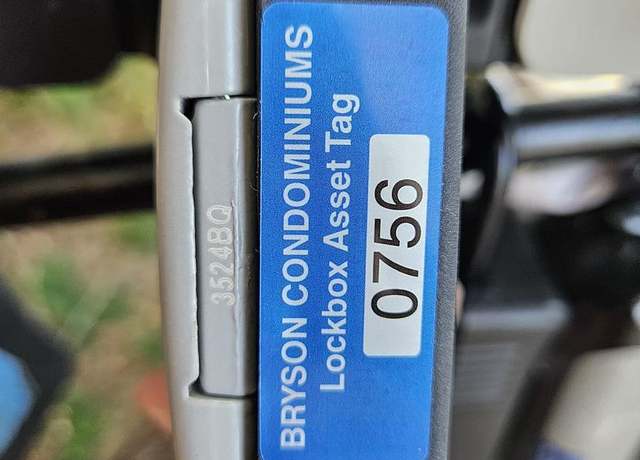 3524BQ
BRYSON CONDOMINIUMS
Lockbox Asset Tag
0756